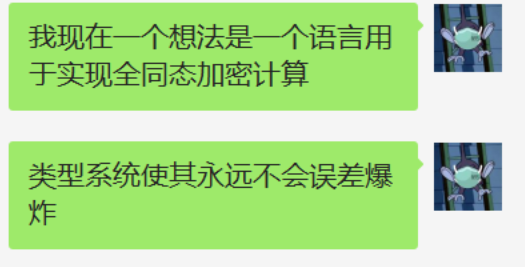 我现在一个想法是一个语言用
于实现全同态加密计算
类型系统使其永远不会误差爆
炸